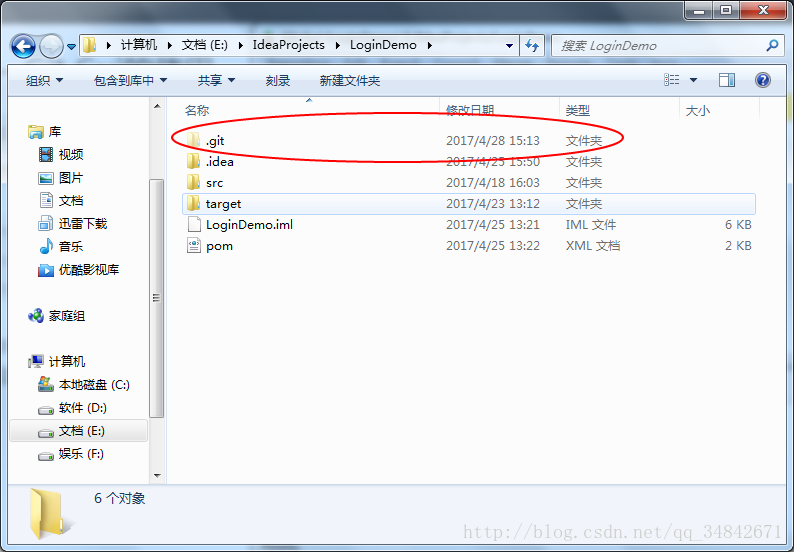 计算机 文档 (E:) IdeaProjects LoginDemo 搜索 LoginDemo
组织 包含到库中 共享 刻录 新建文件夹
名称 修改日期 类型 大小
.git 2017/4/28 15:13 文件夹
.idea 2017/4/25 15:50 文件夹
src 2017/4/18 16:03 文件夹
target 2017/4/23 13:12 文件夹
LoginDemo.iml 2017/4/25 13:21 IML 文件 6 KB
pom 2017/4/25 13:22 XML 文档 2 KB
库
视频
图片
文档
迅雷下载
音乐
优酷影视库
家庭组
计算机
本地磁盘 (C:)
软件 (D:)
文档 (E:)
娱乐 (F:)
6 个对象
http://blog.csdn.net/qq_34842671